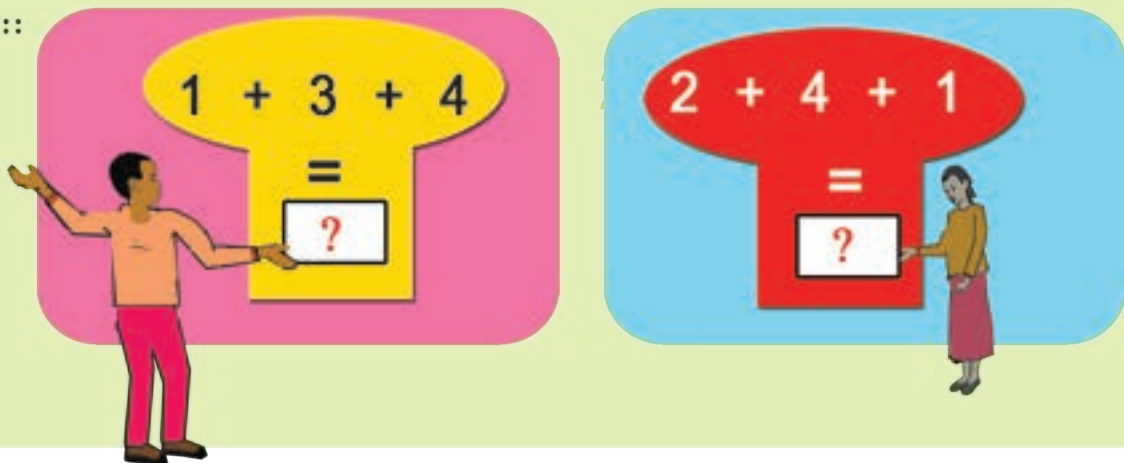 ::
1 + 3 + 4
=
?
2 + 4 + 1
=
?